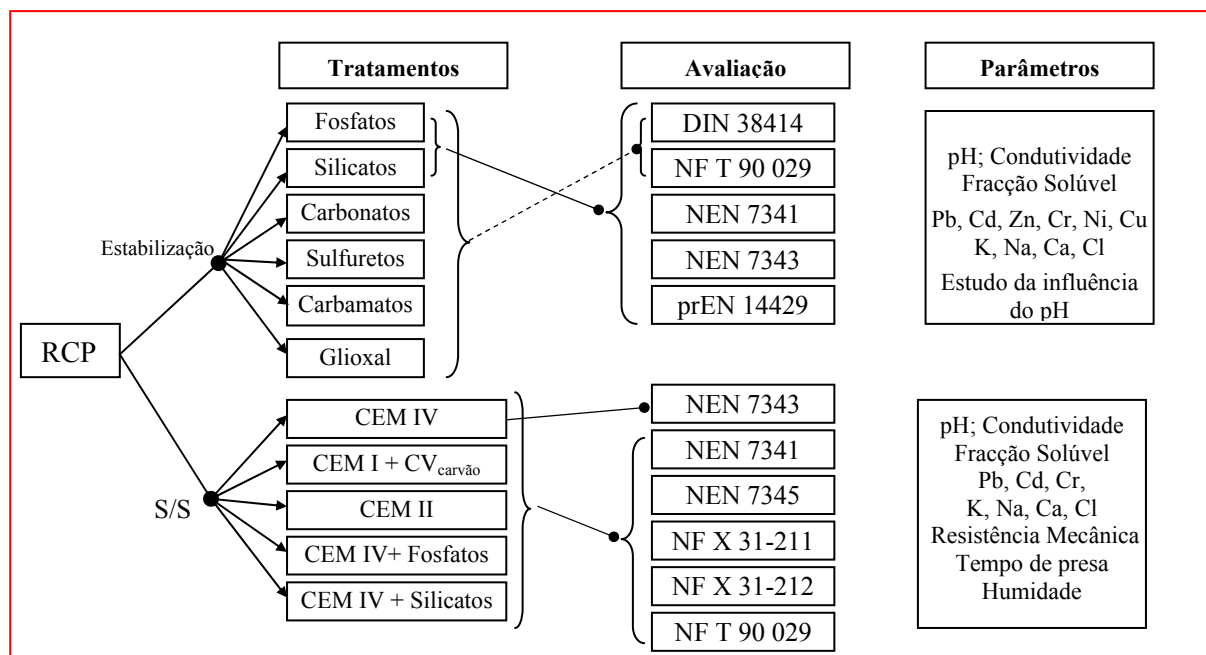 Tratamentos
Avaliação
Parâmetros
Fosfatos
Silicatos
Carbonatos
Sulfuretos
Carbamatos
Glioxal
Estabilização
DIN 38414
NF T 90 029
NEN 7341
NEN 7343
prEN 14429
pH; Condutividade
Fracção Solúvel
Pb, Cd, Zn, Cr, Ni, Cu
K, Na, Ca, Cl
Estudo da influência
do pH
RCP
S/S
CEM IV
CEM I + CVcarvão
CEM II
CEM IV+ Fosfatos
CEM IV + Silicatos
NEN 7343
NEN 7341
NEN 7345
NF X 31-211
NF X 31-212
NF T 90 029
pH; Condutividade
Fracção Solúvel
Pb, Cd, Cr,
K, Na, Ca, Cl
Resistência Mecânica
Tempo de presa
Humidade